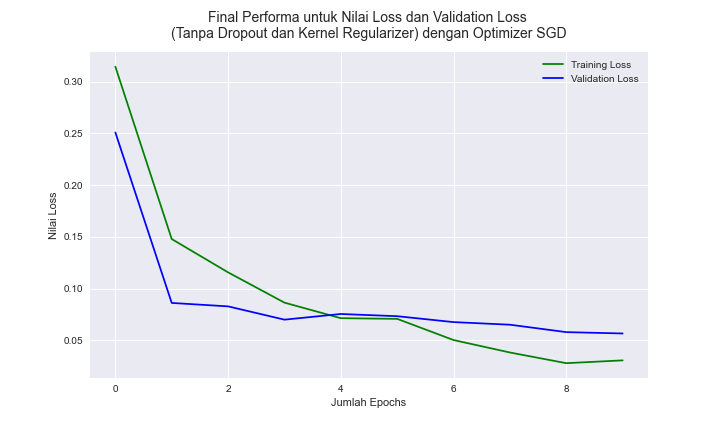 Final Performa untuk Nilai Loss dan Validation Loss
(Tanpa Dropout dan Kernel Regularizer) dengan Optimizer SGD
Training Loss
Validation Loss
Nilai Loss
0.30
0.25
0.20
0.15
0.10
0.05
0 2 4 6 8
Jumlah Epochs